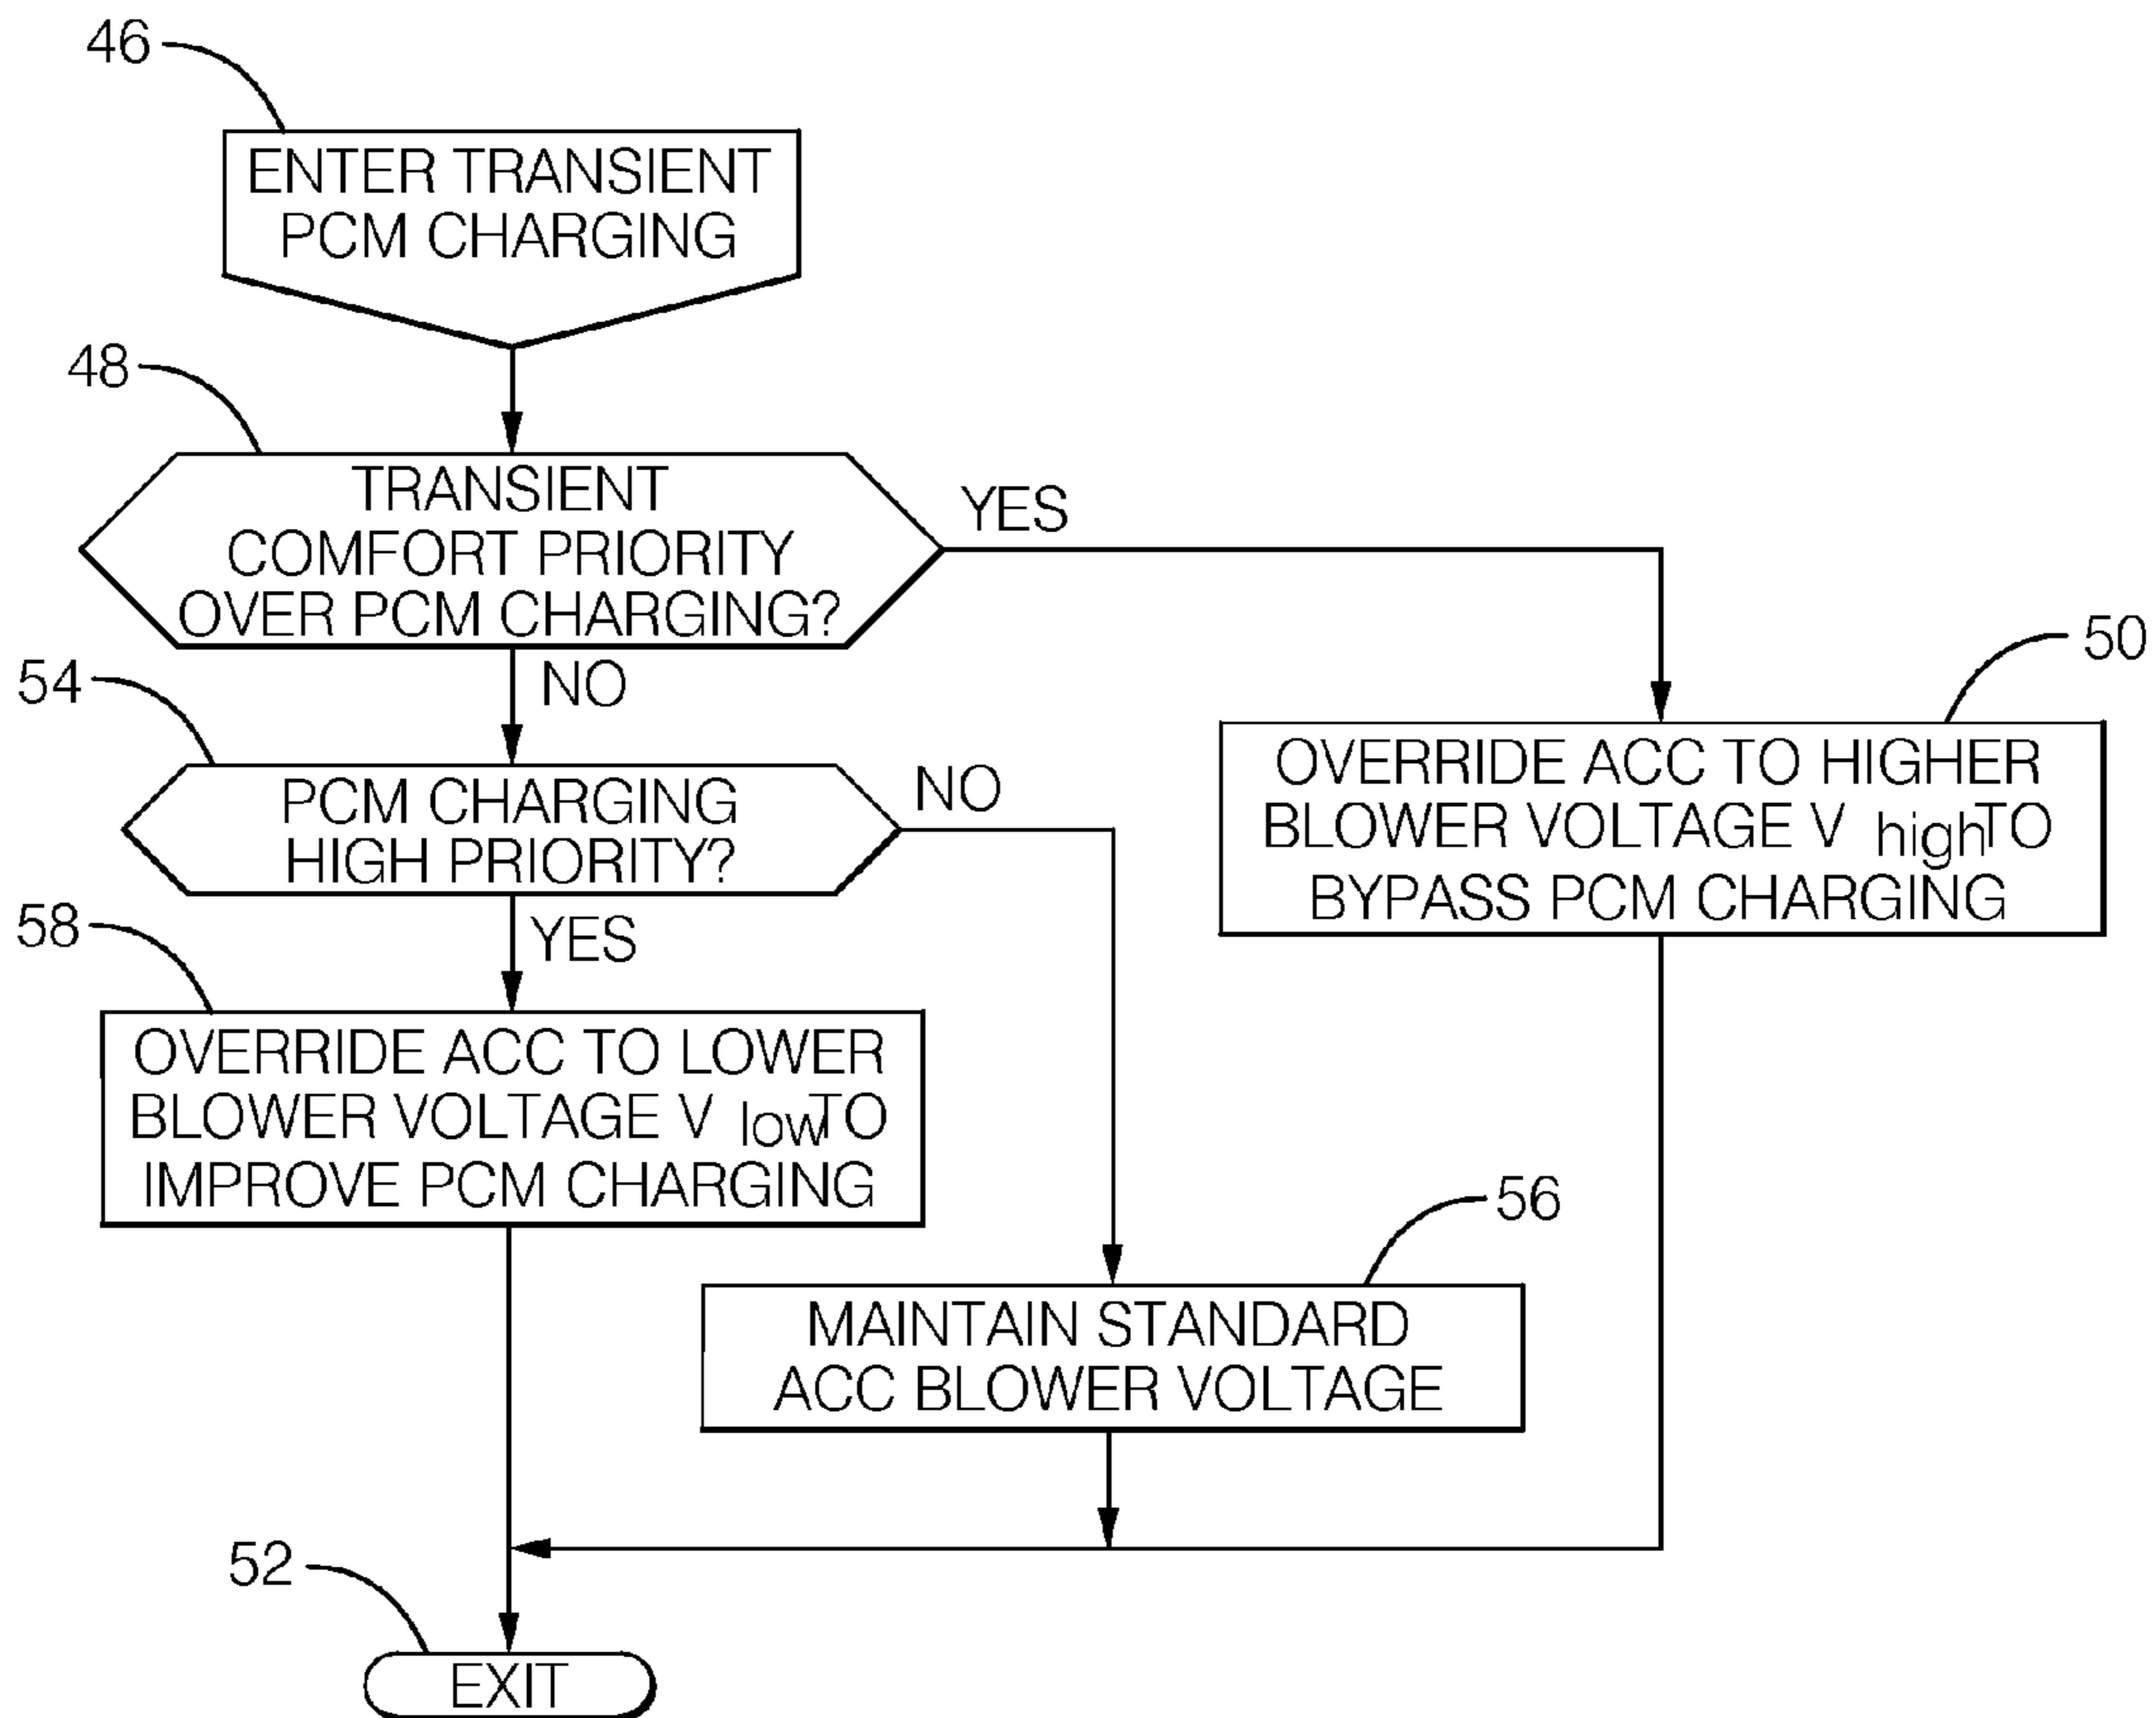 46
ENTER TRANSIENT
PCM CHARGING
48
TRANSIENT
COMFORT PRIORITY
OVER PCM CHARGING?
YES
NO
50
OVERRIDE ACC TO HIGHER
BLOWER VOLTAGE V high TO
BYPASS PCM CHARGING
54
PCM CHARGING
HIGH PRIORITY?
NO
YES
58
OVERRIDE ACC TO LOWER
BLOWER VOLTAGE V low TO
IMPROVE PCM CHARGING
56
MAINTAIN STANDARD
ACC BLOWER VOLTAGE
52
EXIT